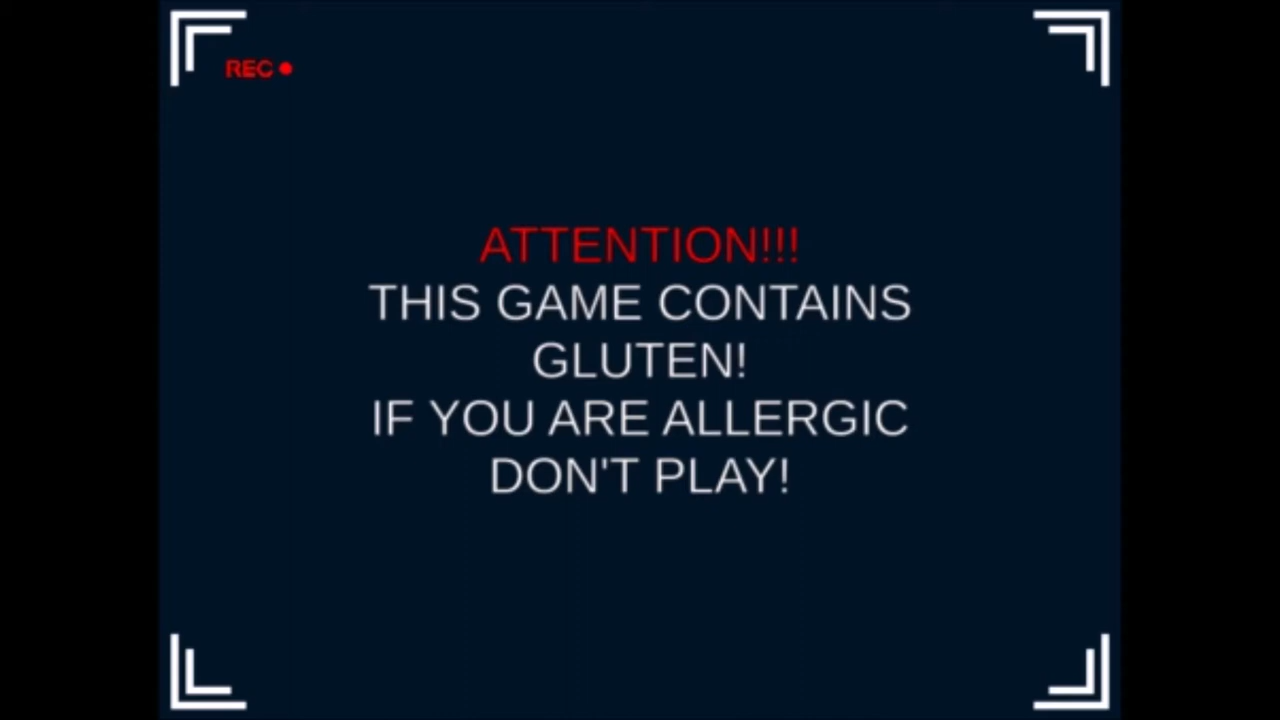 REC
ATTENTION!!!
THIS GAME CONTAINS
GLUTEN!
IF YOU ARE ALLERGIC
DON'T PLAY!